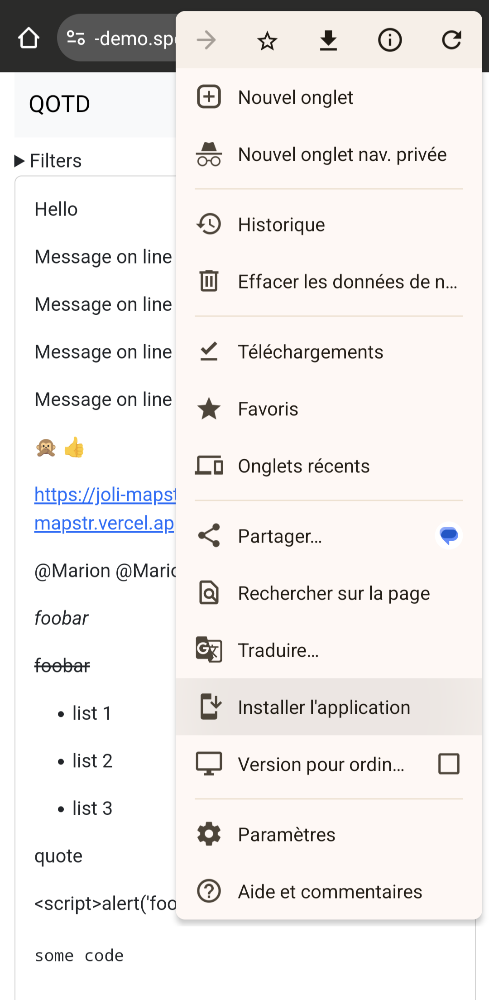 -demo.sp
QOTD
▶ Filters
Hello
Message on line
Message on line
Message on line
Message on line
🙊 👍
https://joli-mapst
mapstr.vercel.ap
@Marion @Mario
foobar
foobar
• list 1
• list 2
• list 3
quote
<script>alert('foo
some code
Nouvel onglet
Nouvel onglet nav. privée
Historique
Effacer les données de n…
Téléchargements
Favoris
Onglets récents
Partager…
Rechercher sur la page
Traduire…
Installer l'application
Version pour ordin…
Paramètres
Aide et commentaires